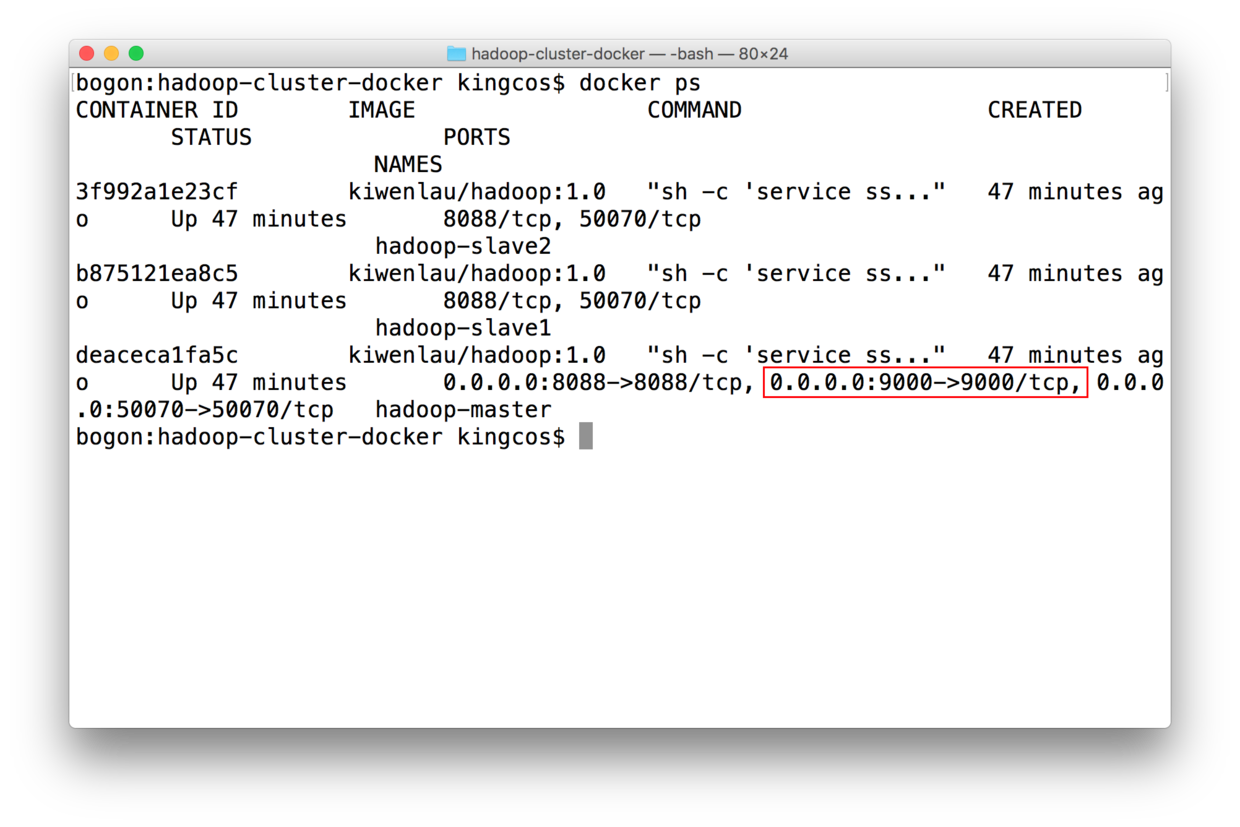 hadoop-cluster-docker — -bash — 80×24
bogon:hadoop-cluster-docker kingcos$ docker ps
CONTAINER ID        IMAGE                 COMMAND                  CREATED
       STATUS              PORTS
                      NAMES
3f992a1e23cf        kiwenlau/hadoop:1.0   "sh -c 'service ss..."   47 minutes ag
o      Up 47 minutes       8088/tcp, 50070/tcp
                      hadoop-slave2
b875121ea8c5        kiwenlau/hadoop:1.0   "sh -c 'service ss..."   47 minutes ag
o      Up 47 minutes       8088/tcp, 50070/tcp
                      hadoop-slave1
deaceca1fa5c        kiwenlau/hadoop:1.0   "sh -c 'service ss..."   47 minutes ag
o      Up 47 minutes       0.0.0.0:8088->8088/tcp, 0.0.0.0:9000->9000/tcp, 0.0.0
.0:50070->50070/tcp   hadoop-master
bogon:hadoop-cluster-docker kingcos$